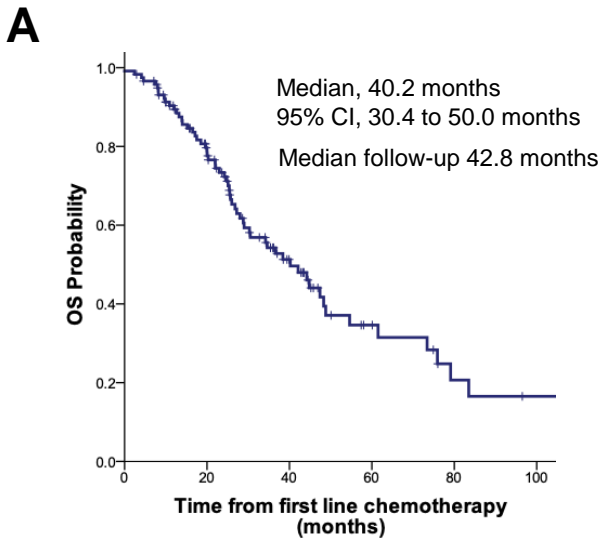 A
Median, 40.2 months
95% CI, 30.4 to 50.0 months
Median follow-up 42.8 months
OS Probability
1.0
0.8
0.6
0.4
0.2
0.0
0 20 40 60 80 100
Time from first line chemotherapy
(months)